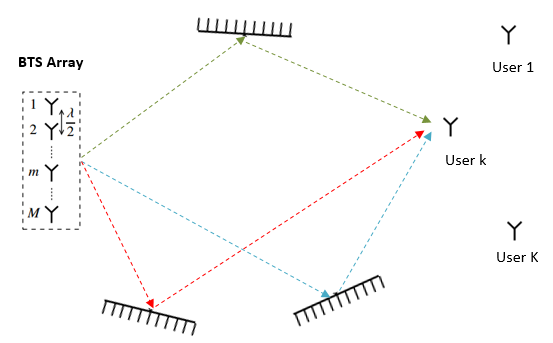 BTS Array
1
2
λ
2
m
M
User 1
User k
User K